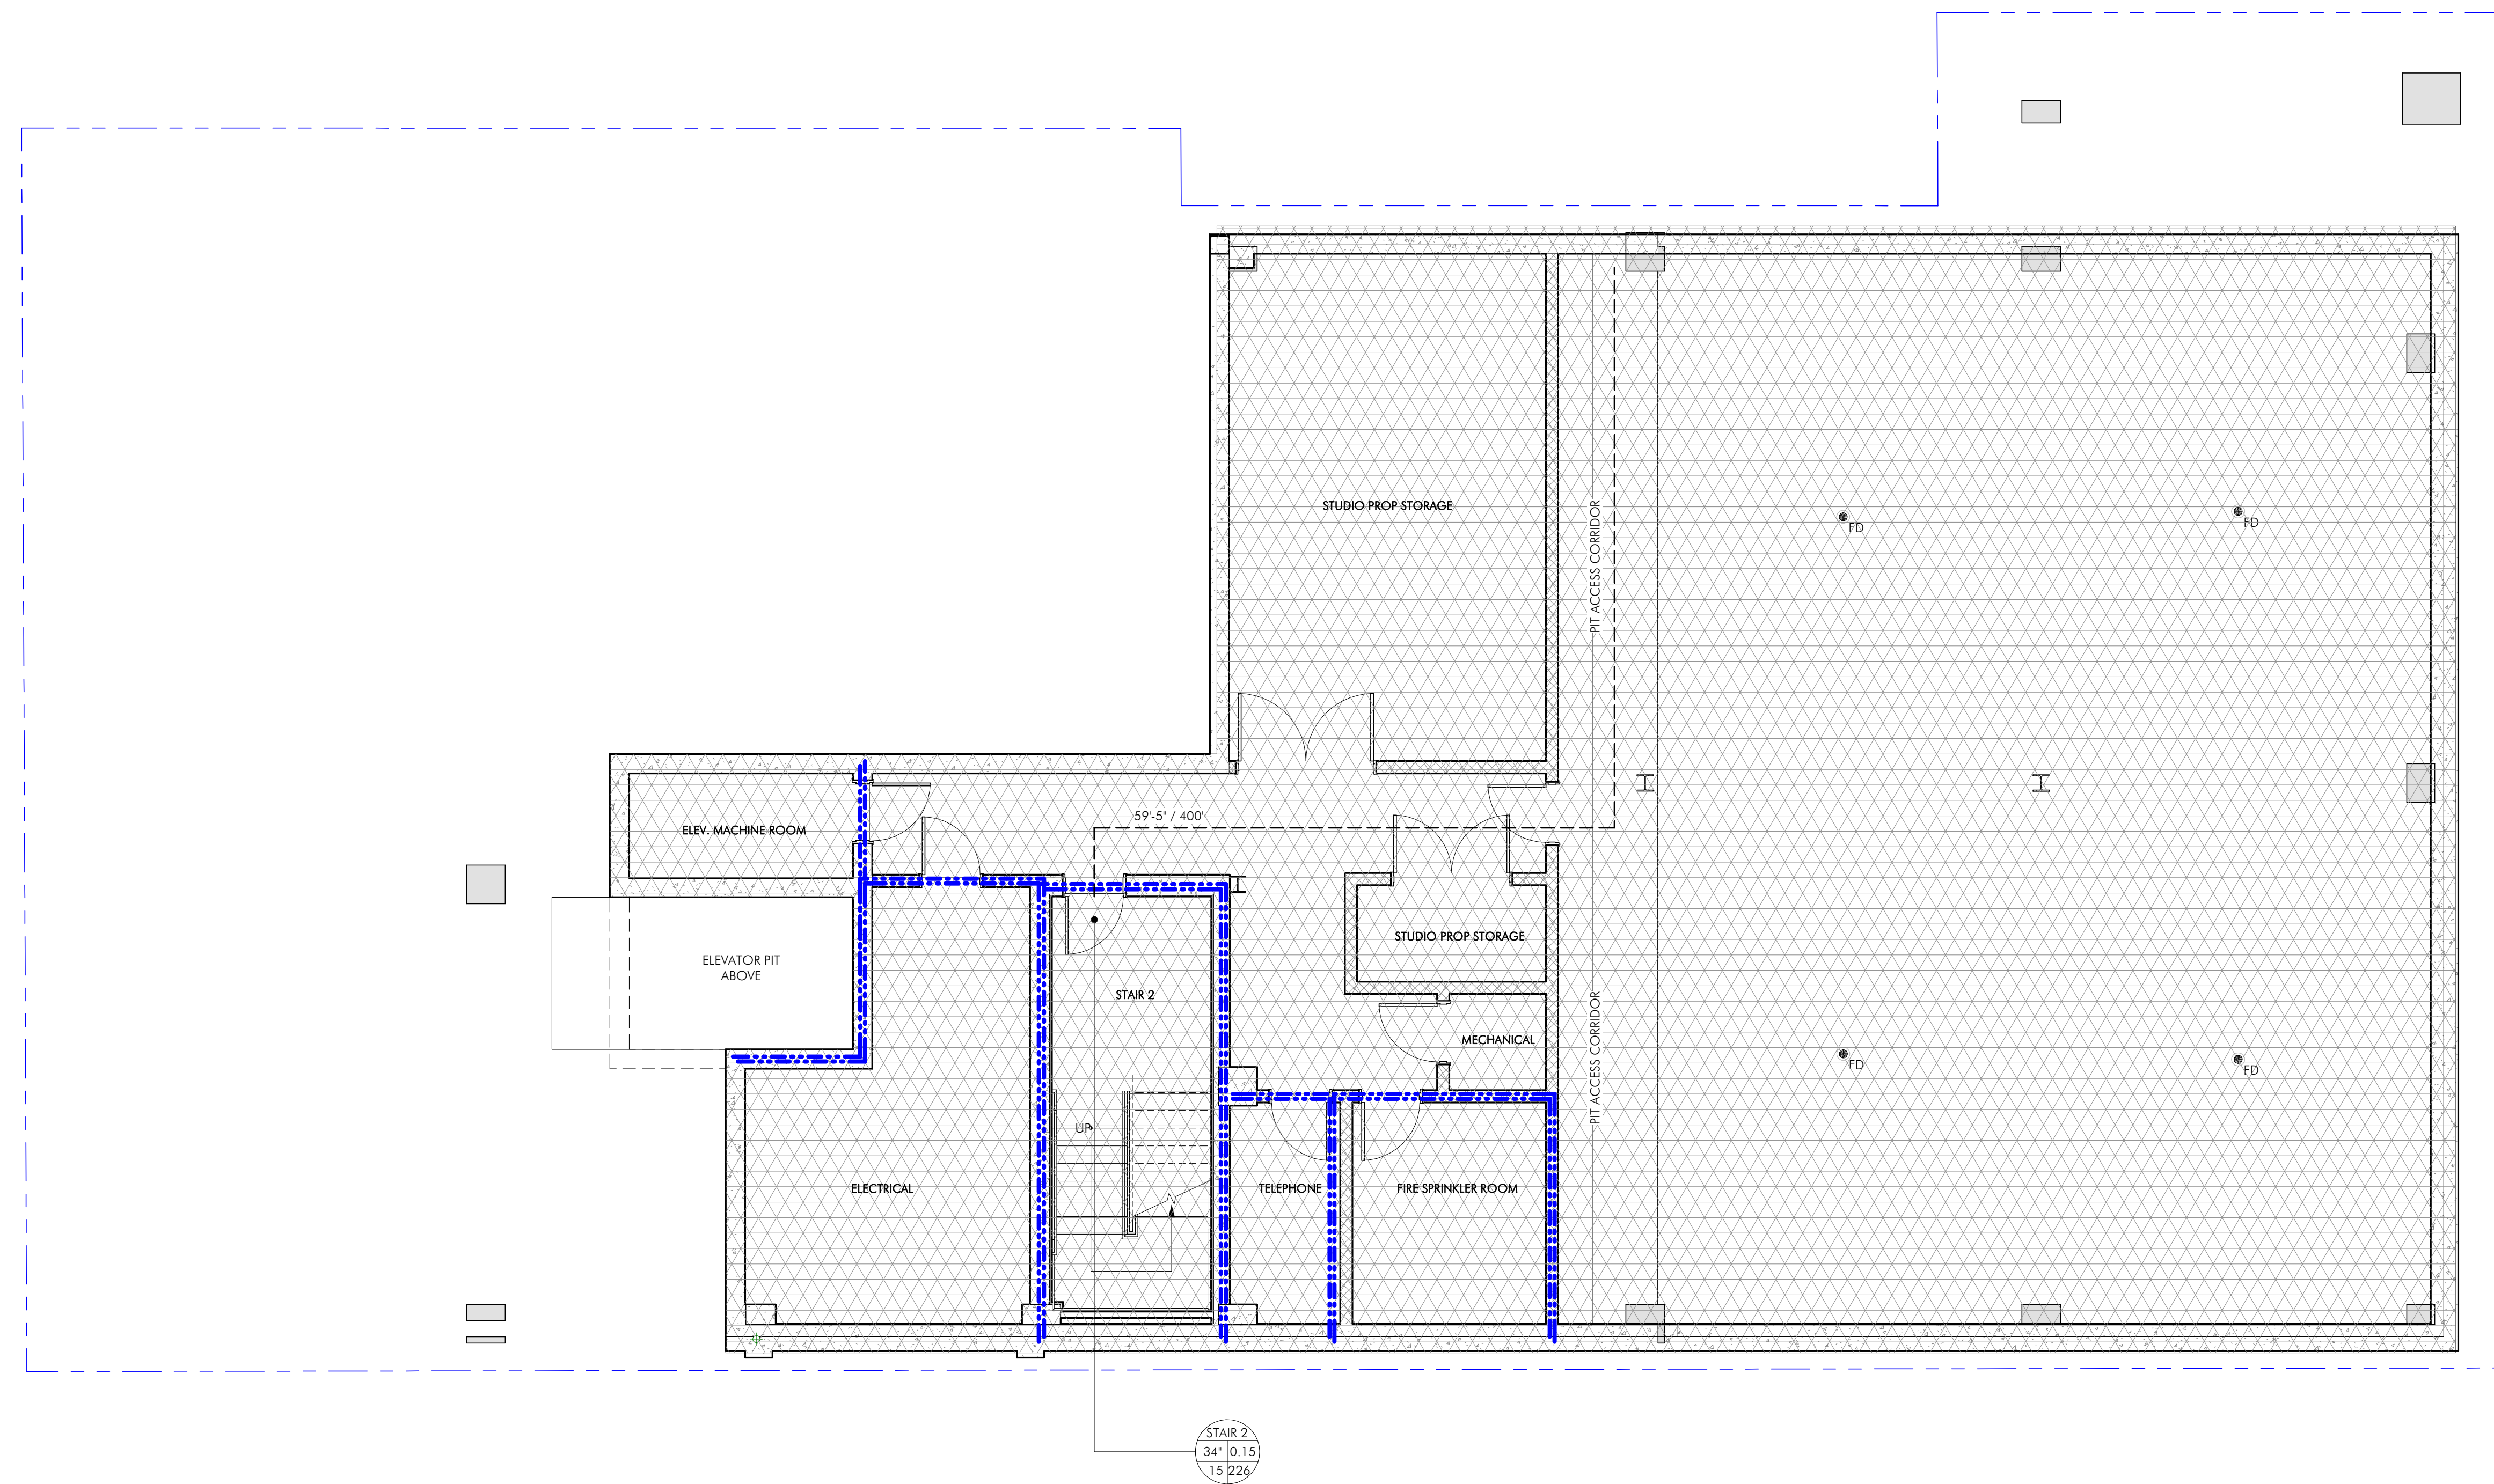 STUDIO PROP STORAGE
PIT ACCESS CORRIDOR
FD
FD
59'-5" / 400'
ELEV. MACHINE ROOM
STUDIO PROP STORAGE
ELEVATOR PIT
ABOVE
STAIR 2
MECHANICAL
PIT ACCESS CORRIDOR
FD
FD
UP
ELECTRICAL
TELEPHONE
FIRE SPRINKLER ROOM
STAIR 2
34" 0.15
15 226